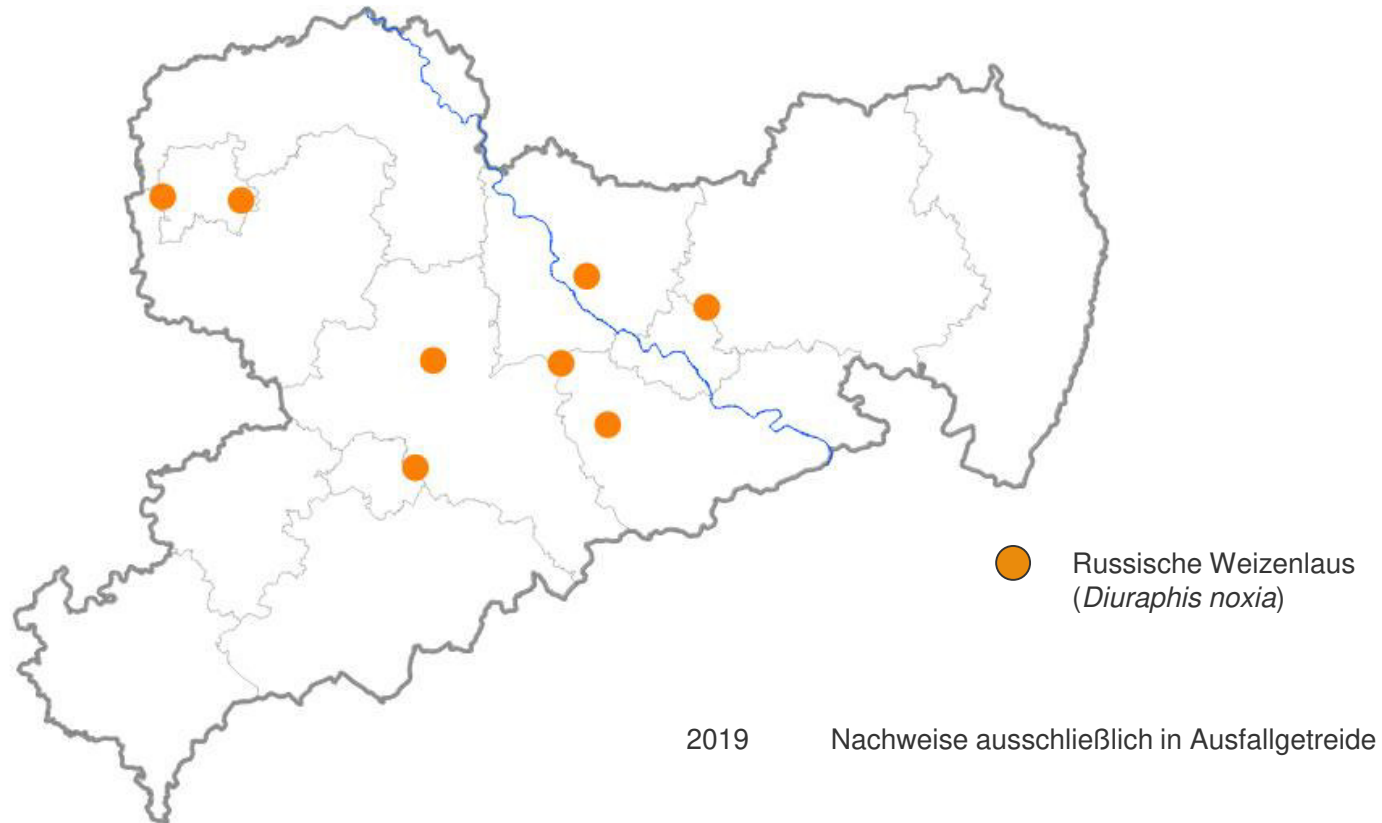 Russische Weizenlaus
(Diuraphis noxia)
2019 Nachweise ausschließlich in Ausfallgetreide